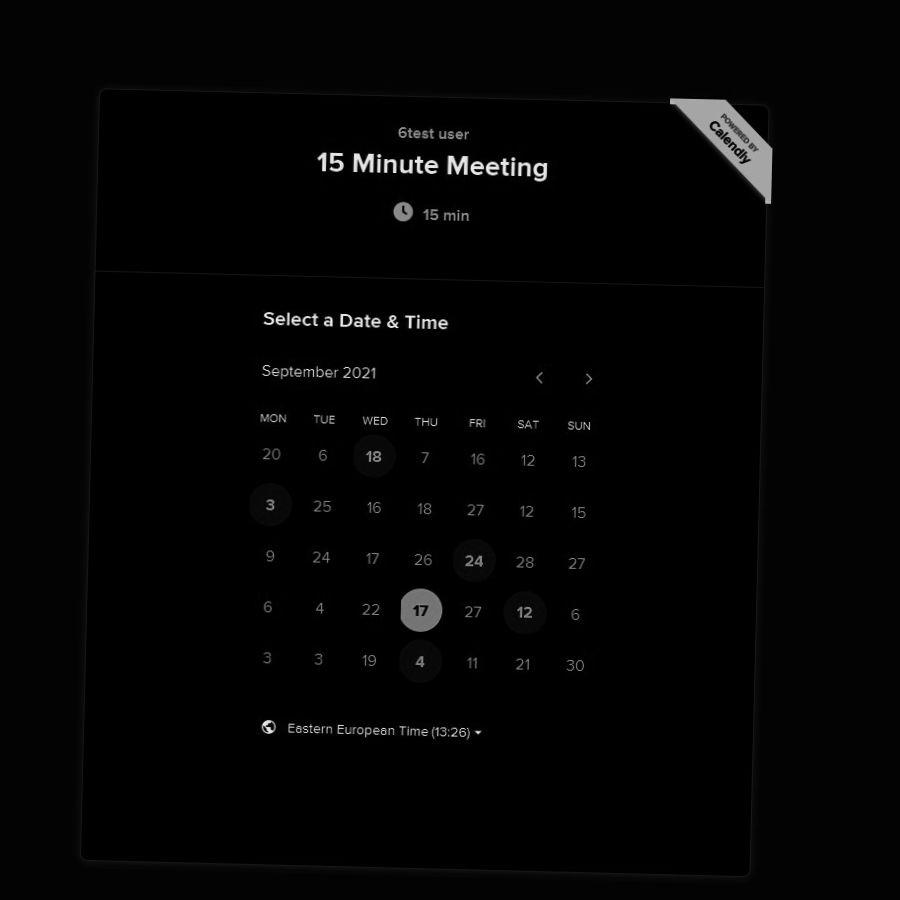 POWERED BY
Calendly
6test user
15 Minute Meeting
15 min
Select a Date & Time
September 2021
MON TUE WED THU FRI SAT SUN
20 6 18 7 16 12 13
3 25 16 18 27 12 15
9 24 17 26 24 28 27
6 4 22 17 27 12 6
3 3 19 4 11 21 30
Eastern European Time (13:26)